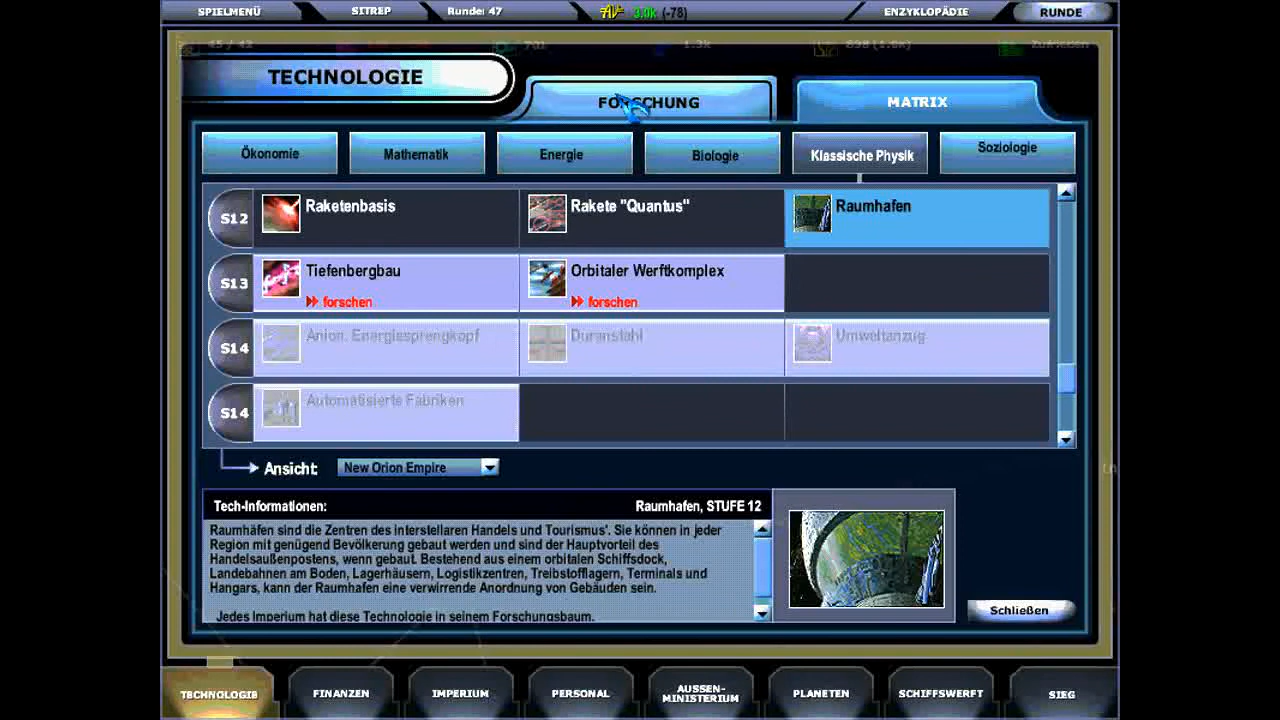 SPIELMENÜ
SITREP
Runde: 47
3.0k (-78)
ENZYKLOPÄDIE
RUNDE
45 / 42
701
1.3k
Zufrieden
TECHNOLOGIE
FORSCHUNG
MATRIX
Ökonomie
Mathematik
Energie
Biologie
Klassische Physik
Soziologie
S12
Raketenbasis
Rakete "Quantus"
Raumhafen
S13
Tiefenbergbau
forschen
Orbitaler Werftkomplex
forschen
S14
Anion. Energiesprengkopf
Duranstahl
Umweltanzug
S14
Automatisierte Fabriken
Ansicht:
New Orion Empire
Tech-Informationen:
Raumhafen, STUFE 12
Raumhäfen sind die Zentren des interstellaren Handels und Tourismus'. Sie können in jeder
Region mit genügend Bevölkerung gebaut werden und sind der Hauptvorteil des
Handelsaußenpostens, wenn gebaut. Bestehend aus einem orbitalen Schiffsdock,
Landebahnen am Boden, Lagerhäusern, Logistikzentren, Treibstofflagern, Terminals und
Hangars, kann der Raumhafen eine verwirrende Anordnung von Gebäuden sein.
Jedes Imperium hat diese Technologie in seinem Forschungsbaum.
Schließen
TECHNOLOGIE
FINANZEN
IMPERIUM
PERSONAL
AUSSEN-
MINISTERIUM
PLANETEN
SCHIFFSWERFT
SIEG